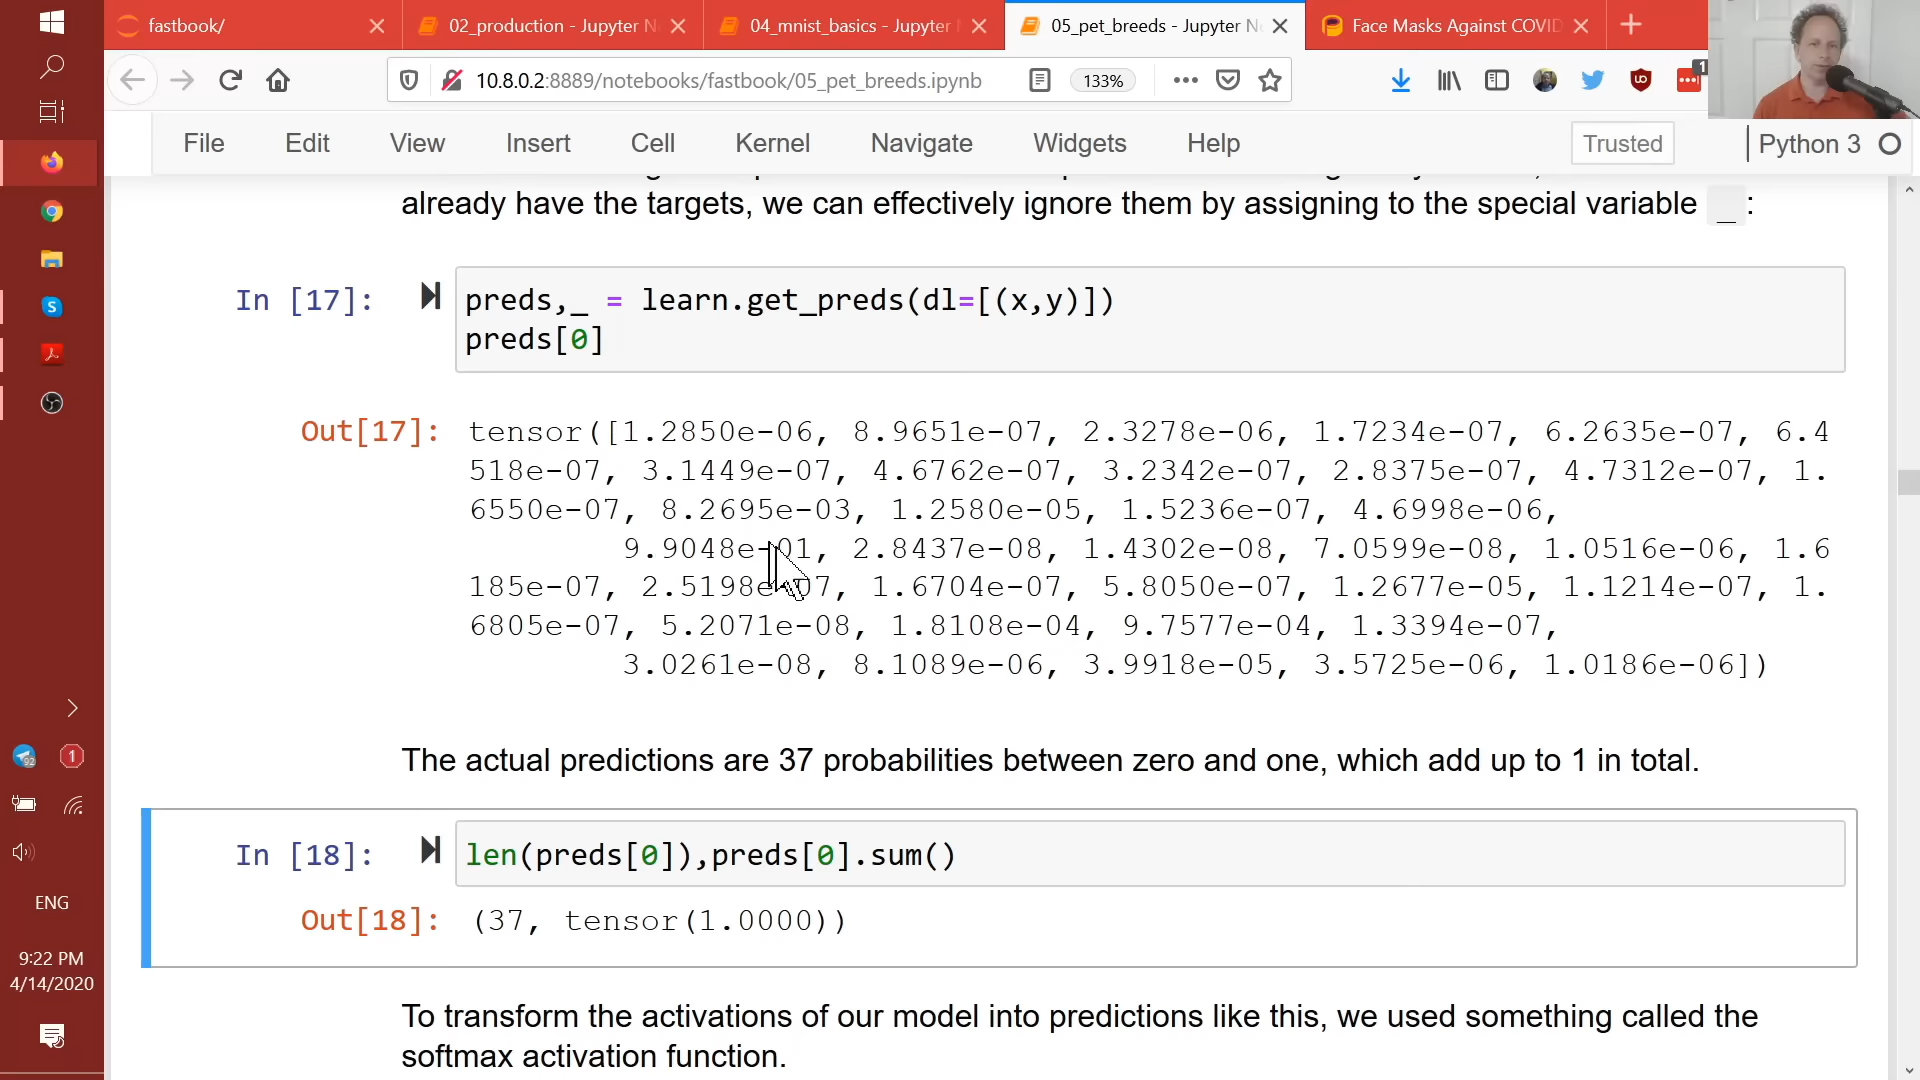 fastbook/
02_production - Jupyter N
04_mnist_basics - Jupyter N
05_pet_breeds - Jupyter N
Face Masks Against COVID
10.8.0.2:8889/notebooks/fastbook/05_pet_breeds.ipynb
133%
1
File Edit View Insert Cell Kernel Navigate Widgets Help
Trusted
Python 3
already have the targets, we can effectively ignore them by assigning to the special variable _ :
In [17]:
preds,_ = learn.get_preds(dl=[(x,y)])
preds[0]
Out[17]:
tensor([1.2850e-06, 8.9651e-07, 2.3278e-06, 1.7234e-07, 6.2635e-07, 6.4
518e-07, 3.1449e-07, 4.6762e-07, 3.2342e-07, 2.8375e-07, 4.7312e-07, 1.
6550e-07, 8.2695e-03, 1.2580e-05, 1.5236e-07, 4.6998e-06,
9.9048e-01, 2.8437e-08, 1.4302e-08, 7.0599e-08, 1.0516e-06, 1.6
185e-07, 2.5198e-07, 1.6704e-07, 5.8050e-07, 1.2677e-05, 1.1214e-07, 1.
6805e-07, 5.2071e-08, 1.8108e-04, 9.7577e-04, 1.3394e-07,
3.0261e-08, 8.1089e-06, 3.9918e-05, 3.5725e-06, 1.0186e-06])
The actual predictions are 37 probabilities between zero and one, which add up to 1 in total.
In [18]:
len(preds[0]),preds[0].sum()
Out[18]:
(37, tensor(1.0000))
To transform the activations of our model into predictions like this, we used something called the
softmax activation function.
92
1
ENG
9:22 PM
4/14/2020